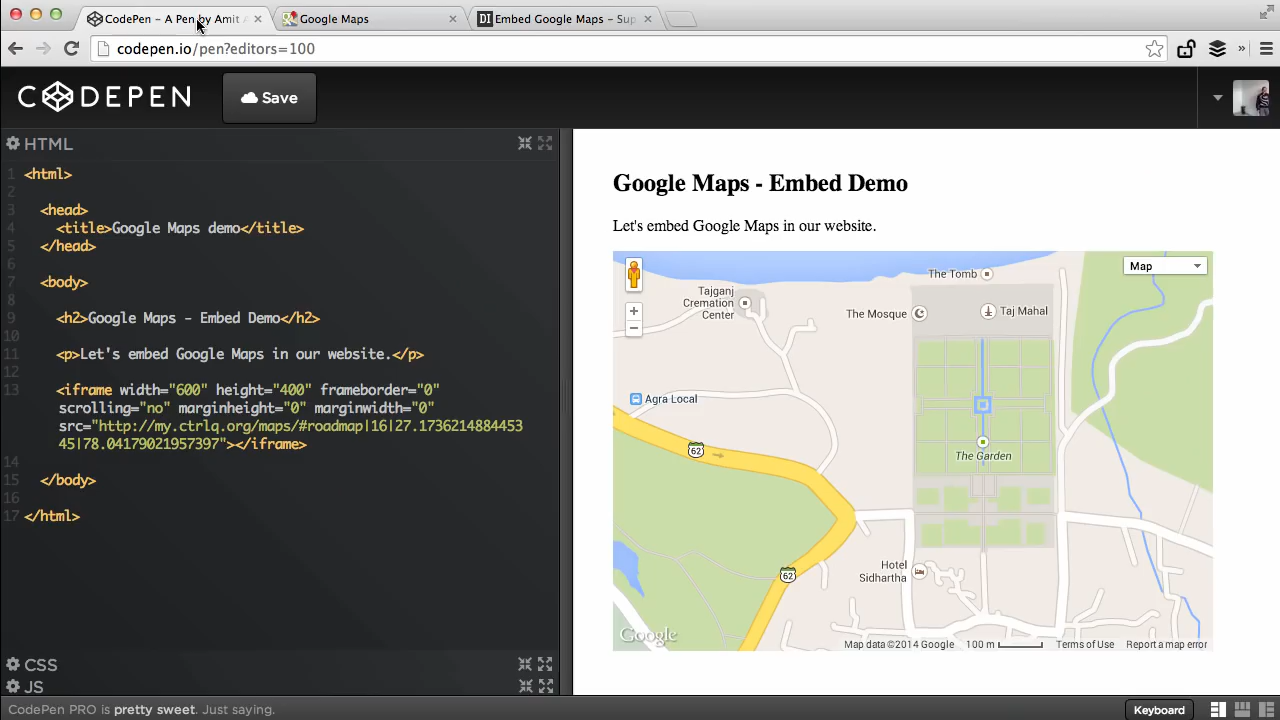 CodePen – A Pen by Amit A
Google Maps
DI Embed Google Maps – Sup
codepen.io/pen?editors=100
CODEPEN
Save
HTML
1 <html>
2
3 <head>
4 <title>Google Maps demo</title>
5 </head>
6
7 <body>
8
9 <h2>Google Maps – Embed Demo</h2>
10
11 <p>Let's embed Google Maps in our website.</p>
12
13 <iframe width="600" height="400" frameborder="0"
scrolling="no" marginheight="0" marginwidth="0"
src="http://my.ctrlq.org/maps/#roadmap|16|27.1736214884453
45|78.04179021957397"></iframe>
14
15 </body>
16
17 </html>
CSS
JS
Google Maps - Embed Demo
Let's embed Google Maps in our website.
Map
The Tomb
Tajganj
Cremation
Center
The Mosque
Taj Mahal
+
−
Agra Local
62
The Garden
Hotel
Sidhartha
62
Google
Map data ©2014 Google
100 m
Terms of Use
Report a map error
CodePen PRO is pretty sweet. Just saying.
Keyboard